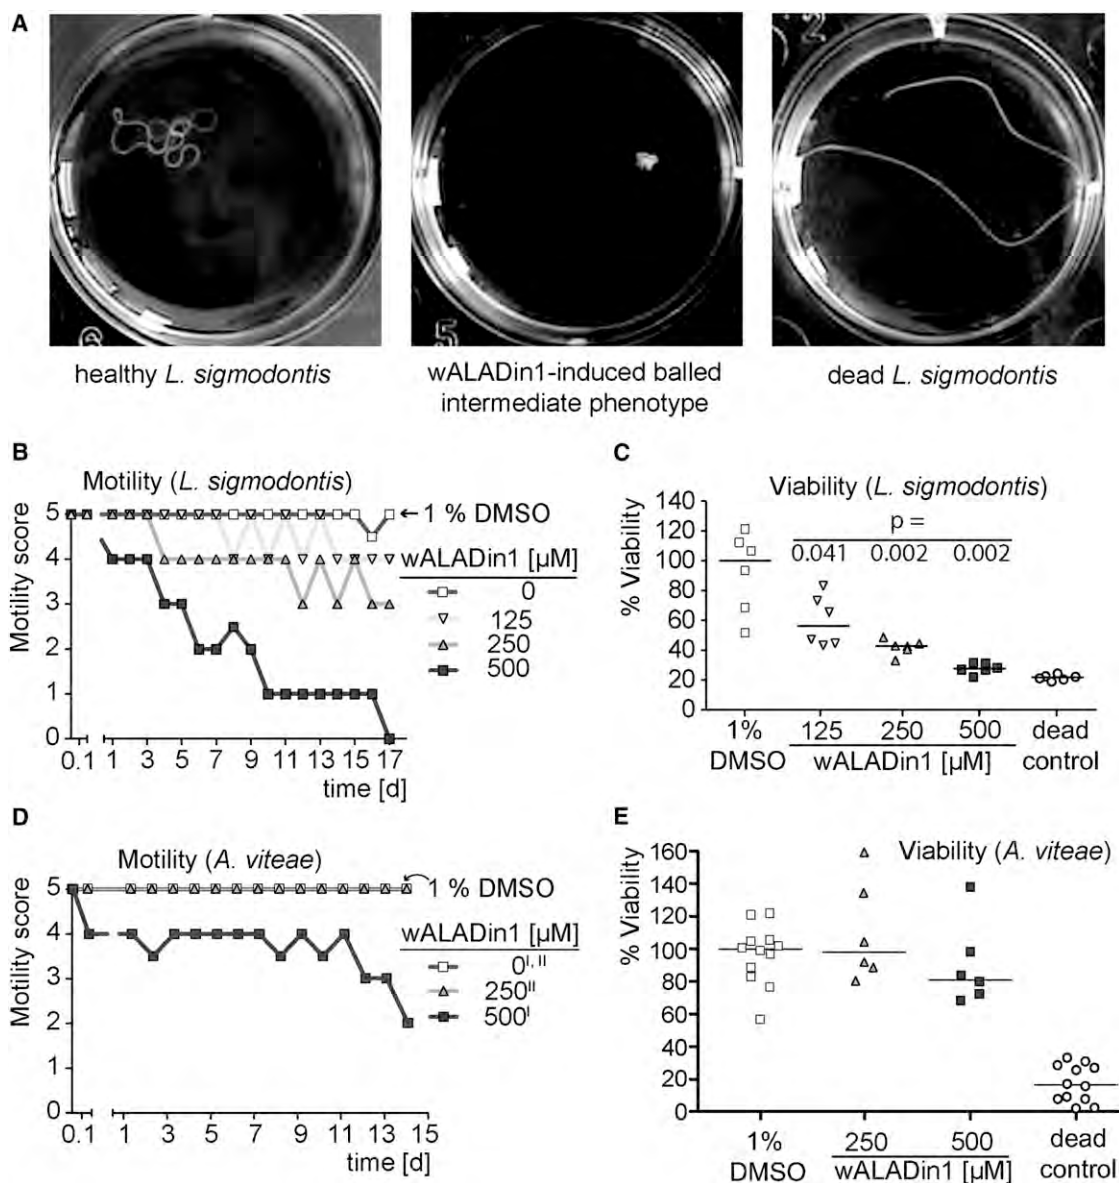 A
2
6
5
healthy L. sigmodontis
wALADin1-induced balled
intermediate phenotype
dead L. sigmodontis
B
Motility (L. sigmodontis)
Motility score
5
4
3
2
1
0
0.1 1 3 5 7 9 11 13 15 17
time [d]
1 % DMSO
wALADin1 [µM]
0
125
250
500
C
Viability (L. sigmodontis)
p =
0.041 0.002 0.002
% Viability
140
120
100
80
60
40
20
0
1% 125 250 500 dead
DMSO wALADin1 [µM] control
D
Motility (A. viteae)
Motility score
5
4
3
2
1
0
0.1 1 3 5 7 9 11 13 15
time [d]
1 % DMSO
wALADin1 [µM]
0I, II
250II
500I
E
Viability (A. viteae)
% Viability
160
140
120
100
80
60
40
20
0
1% 250 500 dead
DMSO wALADin1 [µM] control